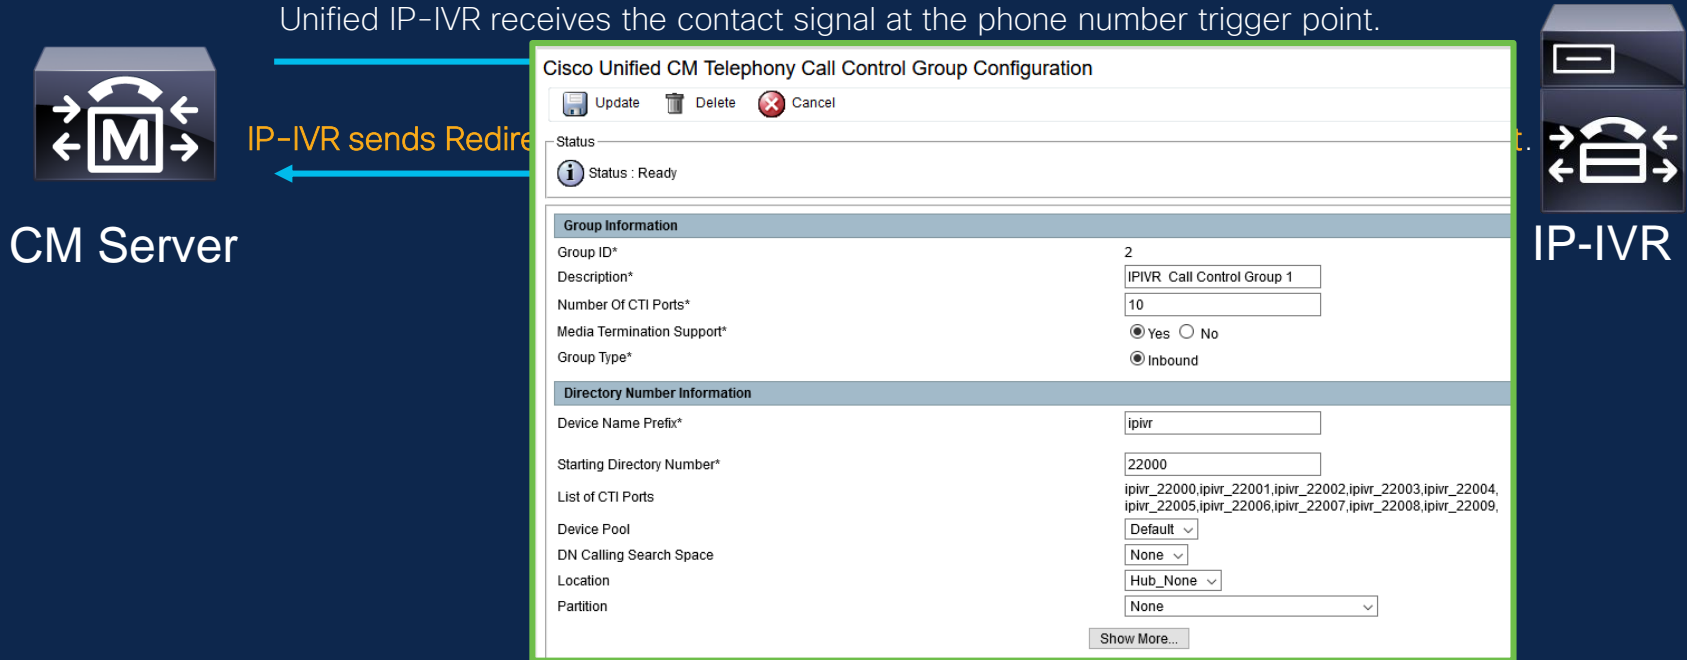 Unified IP-IVR receives the contact signal at the phone number trigger point.
Cisco Unified CM Telephony Call Control Group Configuration
Update Delete Cancel
M
IP-IVR sends
Status
Status : Ready
CM Server
IP-IVR
Group Information
Group ID* 2
Description* IPIVR Call Control Group 1
Number Of CTI Ports* 10
Media Termination Support* Yes No
Group Type* Inbound
Directory Number Information
Device Name Prefix* ipivr
Starting Directory Number* 22000
List of CTI Ports ipivr_22000,ipivr_22001,ipivr_22002,ipivr_22003,ipivr_22004,
ipivr_22005,ipivr_22006,ipivr_22007,ipivr_22008,ipivr_22009,
Device Pool Default
DN Calling Search Space None
Location Hub_None
Partition None
Show More...